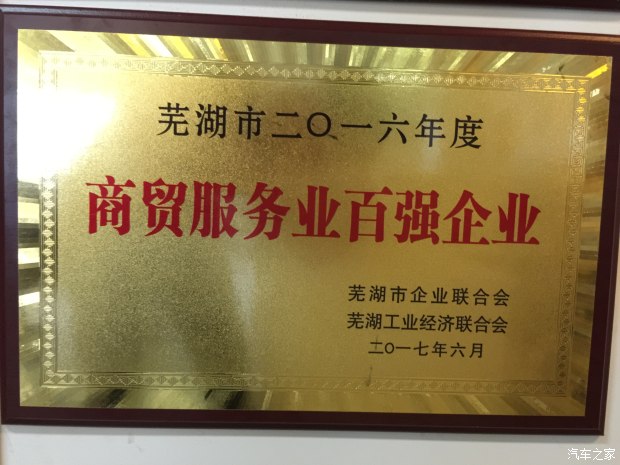 芜湖市二〇一六年度
商贸服务业百强企业
芜湖市企业联合会
芜湖工业经济联合会
二〇一七年六月
汽车之家